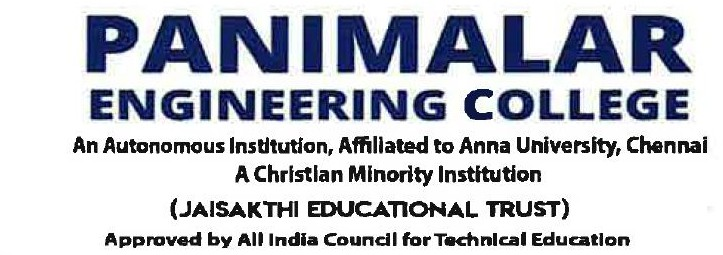 PANIMALAR
ENGINEERING COLLEGE
An Autonomous Institution, Affiliated to Anna University, Chennai
A Christian Minority Institution
(JAISAKTHI EDUCATIONAL TRUST)
Approved by All India Council for Technical Education